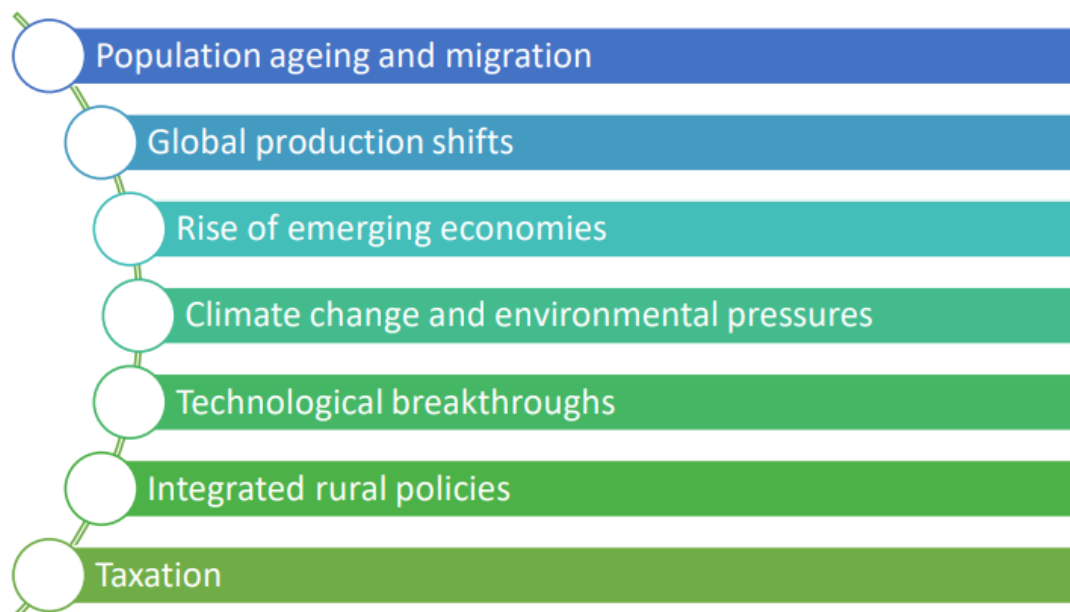 Population ageing and migration
Global production shifts
Rise of emerging economies
Climate change and environmental pressures
Technological breakthroughs
Integrated rural policies
Taxation